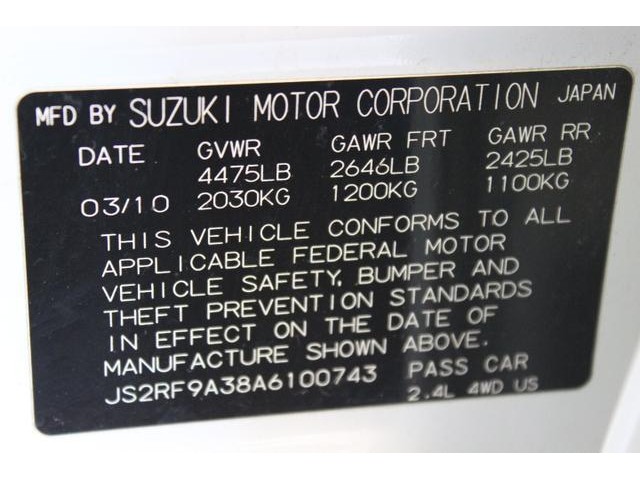 MFD BY SUZUKI MOTOR CORPORATION JAPAN
DATE GVWR GAWR FRT GAWR RR
4475LB 2646LB 2425LB
03/10 2030KG 1200KG 1100KG
THIS VEHICLE CONFORMS TO ALL
APPLICABLE FEDERAL MOTOR
VEHICLE SAFETY, BUMPER AND
THEFT PREVENTION STANDARDS
IN EFFECT ON THE DATE OF
MANUFACTURE SHOWN ABOVE.
JS2RF9A38A6100743 PASS CAR
2.4L 4WD US